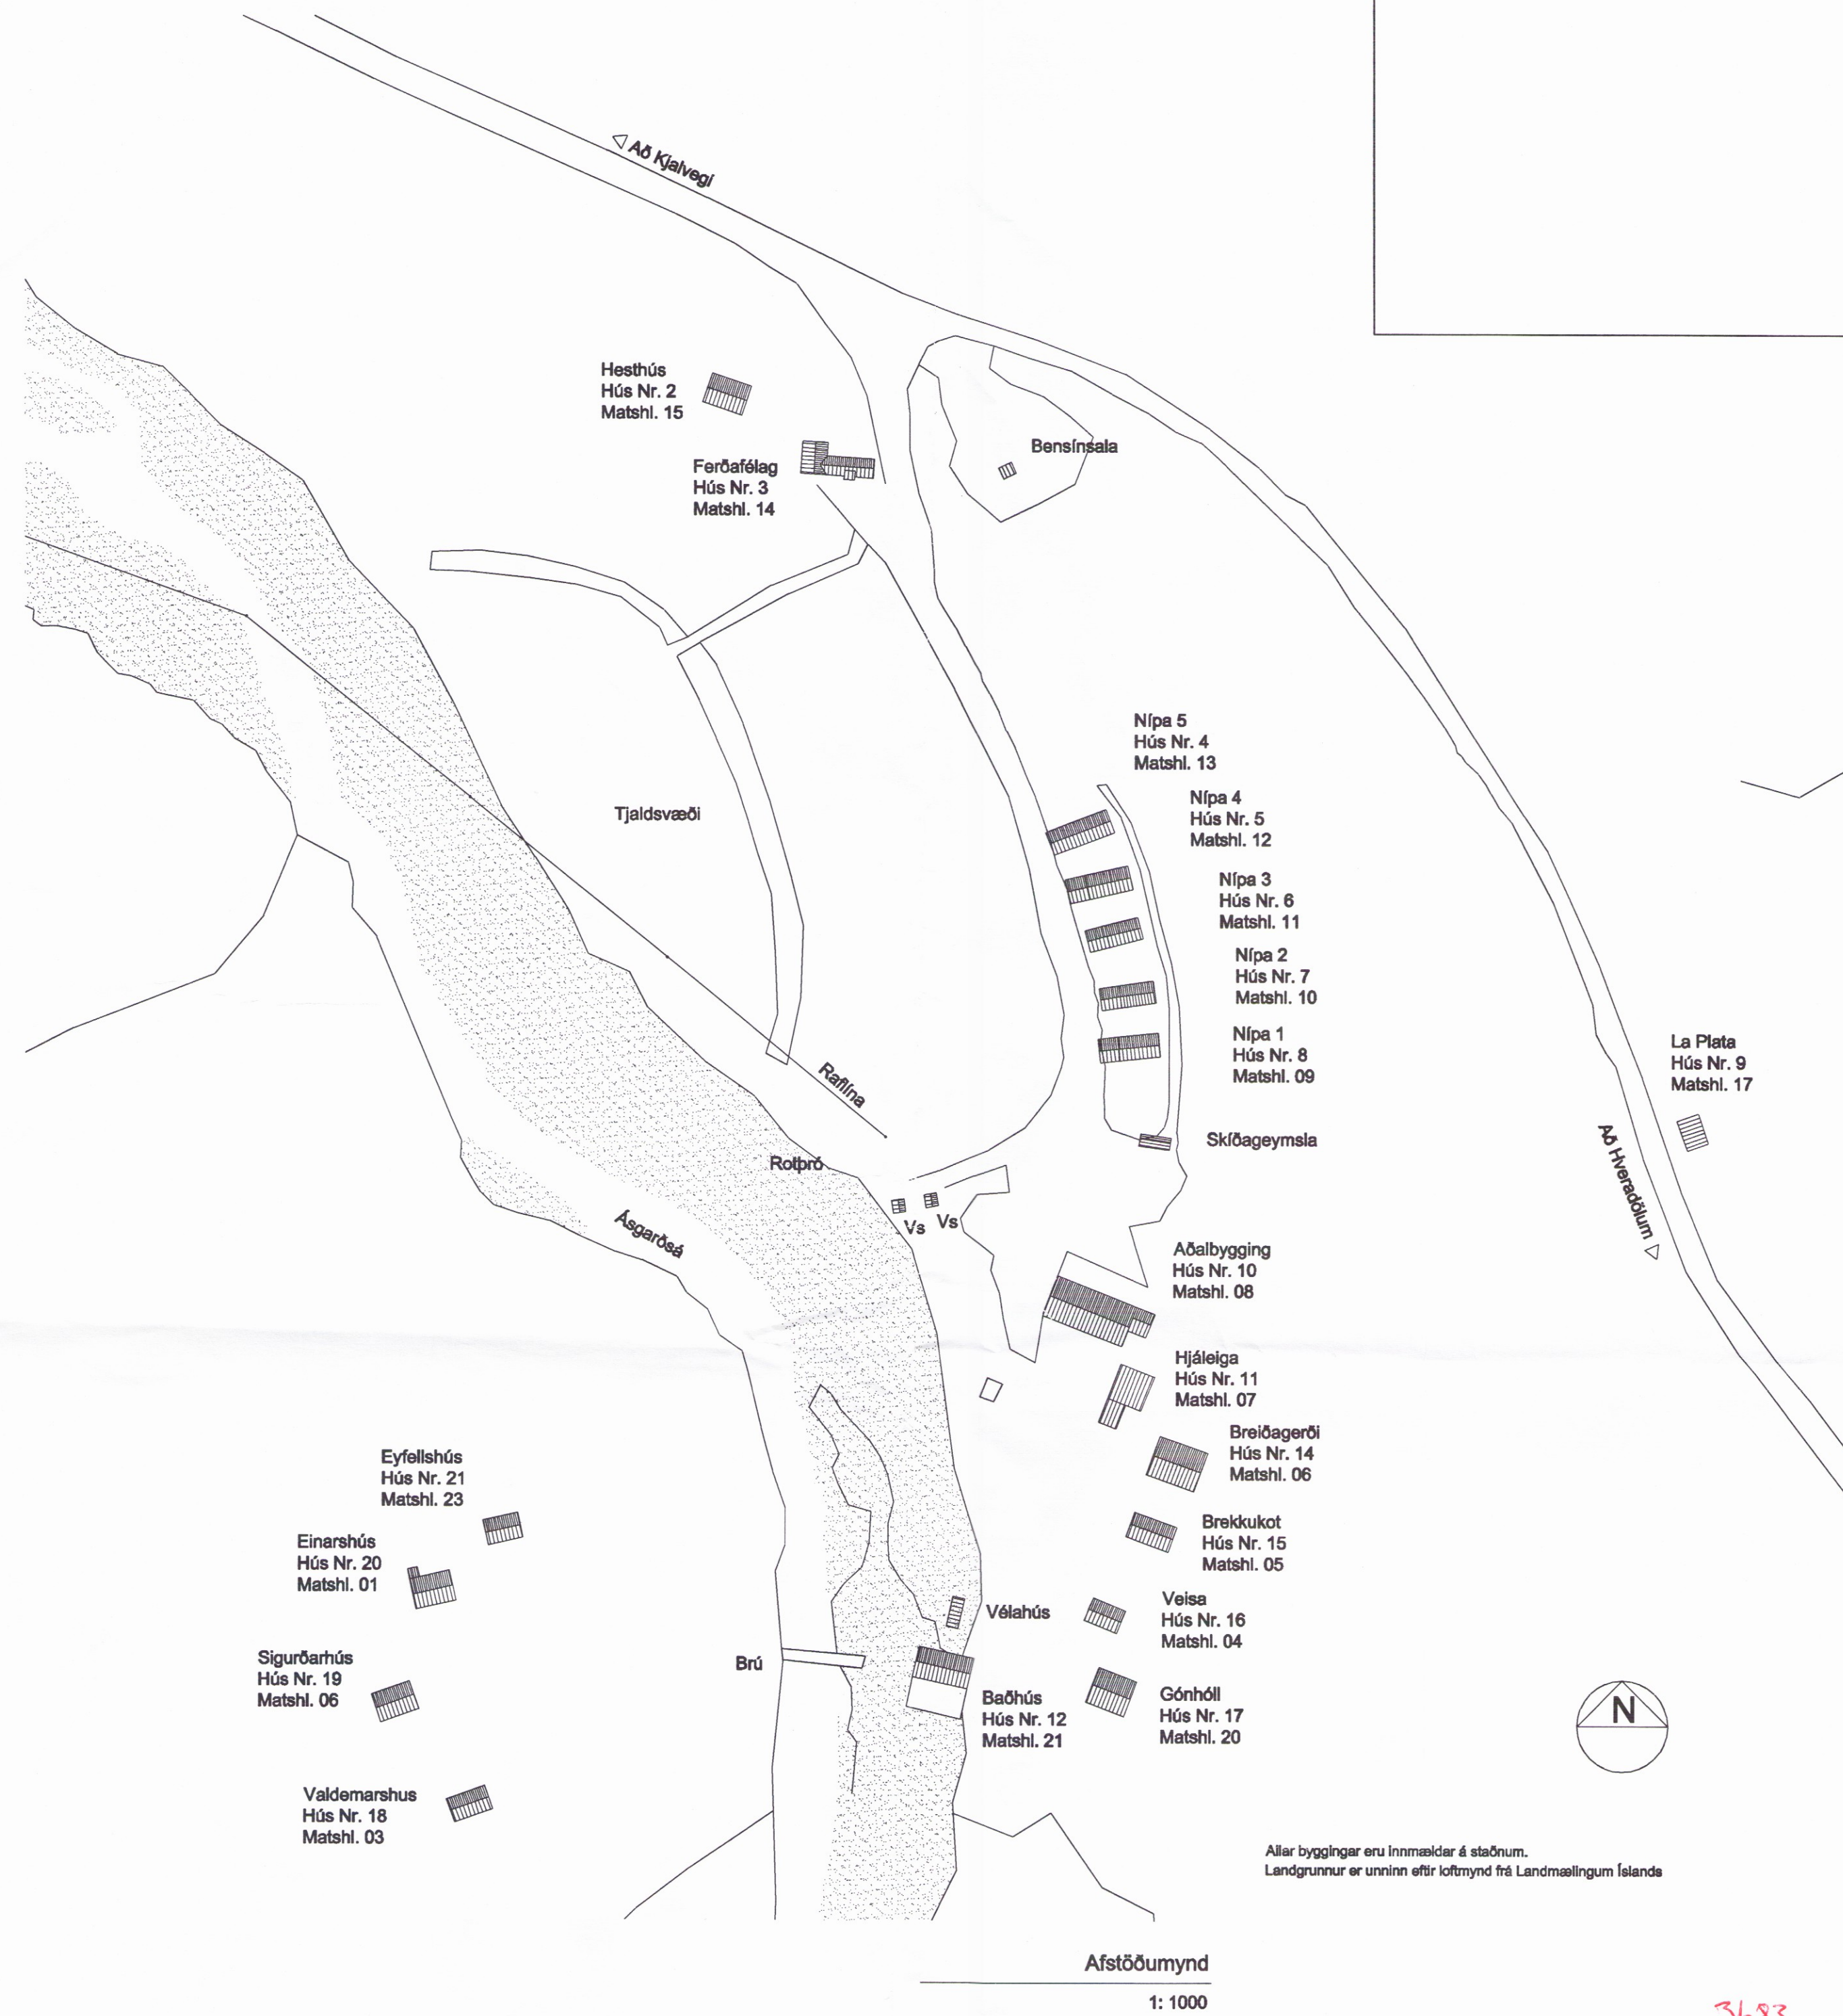 Að Kjalvegi
Hesthús
Hús Nr. 2
Matshl. 15
Bensínsala
Ferðafélag
Hús Nr. 3
Matshl. 14
Nípa 5
Hús Nr. 4
Matshl. 13
Nípa 4
Hús Nr. 5
Matshl. 12
Tjaldsvæði
Nípa 3
Hús Nr. 6
Matshl. 11
Nípa 2
Hús Nr. 7
Matshl. 10
Nípa 1
Hús Nr. 8
Matshl. 09
La Plata
Hús Nr. 9
Matshl. 17
Raflína
Skíðageymsla
Að Hveradölum
Rotþró
Vs
Vs
Ásgarðsá
Aðalbygging
Hús Nr. 10
Matshl. 08
Hjáleiga
Hús Nr. 11
Matshl. 07
Breiðagerði
Hús Nr. 14
Matshl. 06
Eyfellshús
Hús Nr. 21
Matshl. 23
Brekkukot
Hús Nr. 15
Matshl. 05
Einarshús
Hús Nr. 20
Matshl. 01
Vélahús
Veisa
Hús Nr. 16
Matshl. 04
Sigurðarhús
Hús Nr. 19
Matshl. 06
Brú
Baðhús
Hús Nr. 12
Matshl. 21
Gónhóll
Hús Nr. 17
Matshl. 20
N
Valdemarshus
Hús Nr. 18
Matshl. 03
Allar byggingar eru innmældar á staðnum.
Landgrunnur er unninn eftir loftmynd frá Landmælingum Íslands
Afstöðumynd
1: 1000